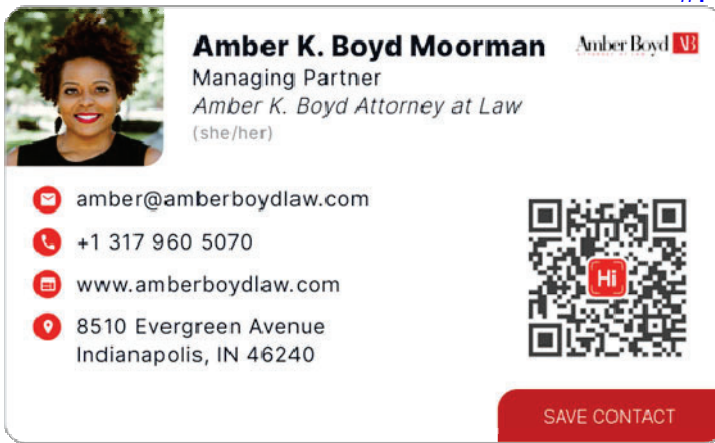 Amber K. Boyd Moorman
Managing Partner
Amber K. Boyd Attorney at Law
(she/her)
Amber Boyd AB
amber@amberboydlaw.com
+1 317 960 5070
www.amberboydlaw.com
8510 Evergreen Avenue
Indianapolis, IN 46240
Hi
SAVE CONTACT